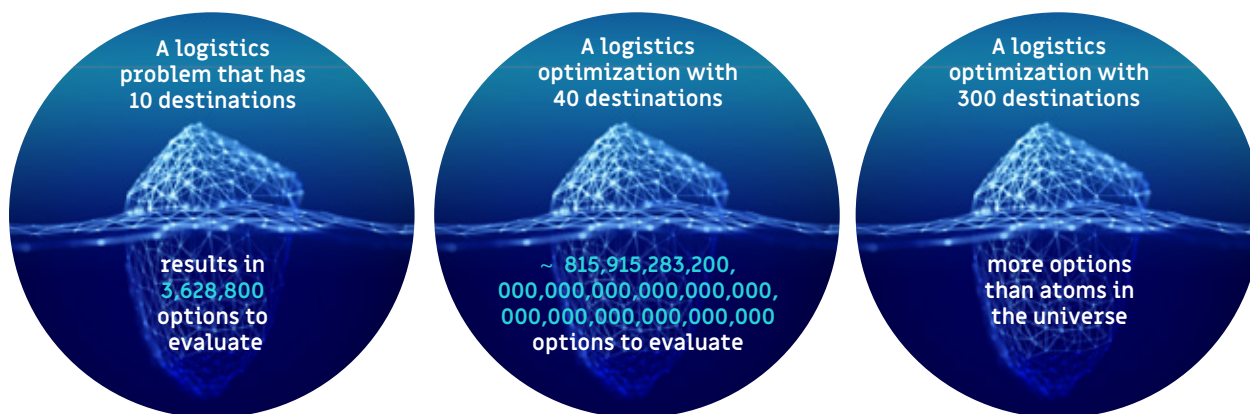 A logistics
problem that has
10 destinations
results in
3,628,800
options to
evaluate
A logistics
optimization with
40 destinations
~ 815,915,283,200,
000,000,000,000,000,000,
000,000,000,000,000,000
options to evaluate
A logistics
optimization with
300 destinations
more options
than atoms in
the universe